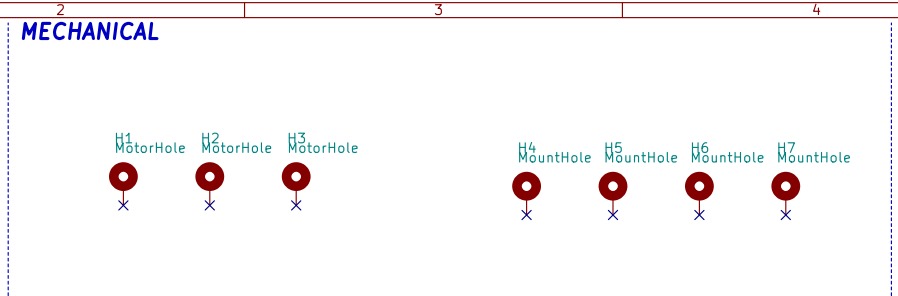 2 3 4
MECHANICAL
H1 H2 H3
MotorHole MotorHole MotorHole
H4 H5 H6 H7
MountHole MountHole MountHole MountHole